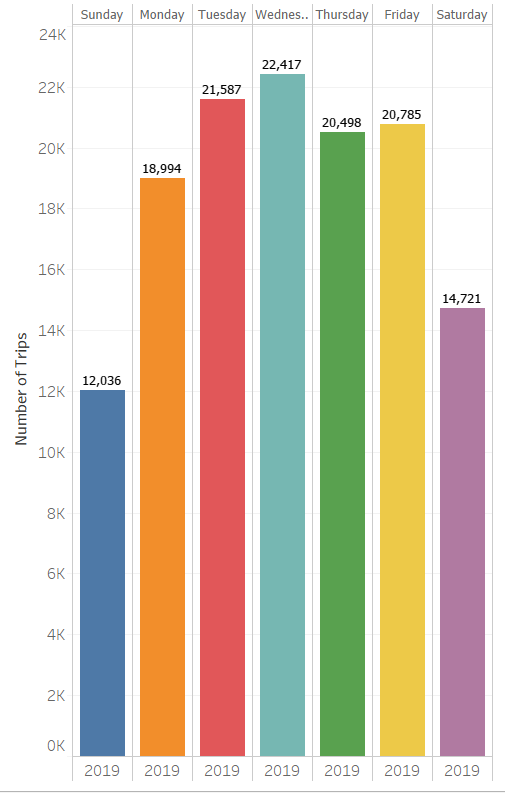 Sunday Monday Tuesday Wednes.. Thursday Friday Saturday
24K
22K
20K
18K
16K
14K
12K
10K
8K
6K
4K
2K
0K
Number of Trips
12,036
18,994
21,587
22,417
20,498
20,785
14,721
2019 2019 2019 2019 2019 2019 2019